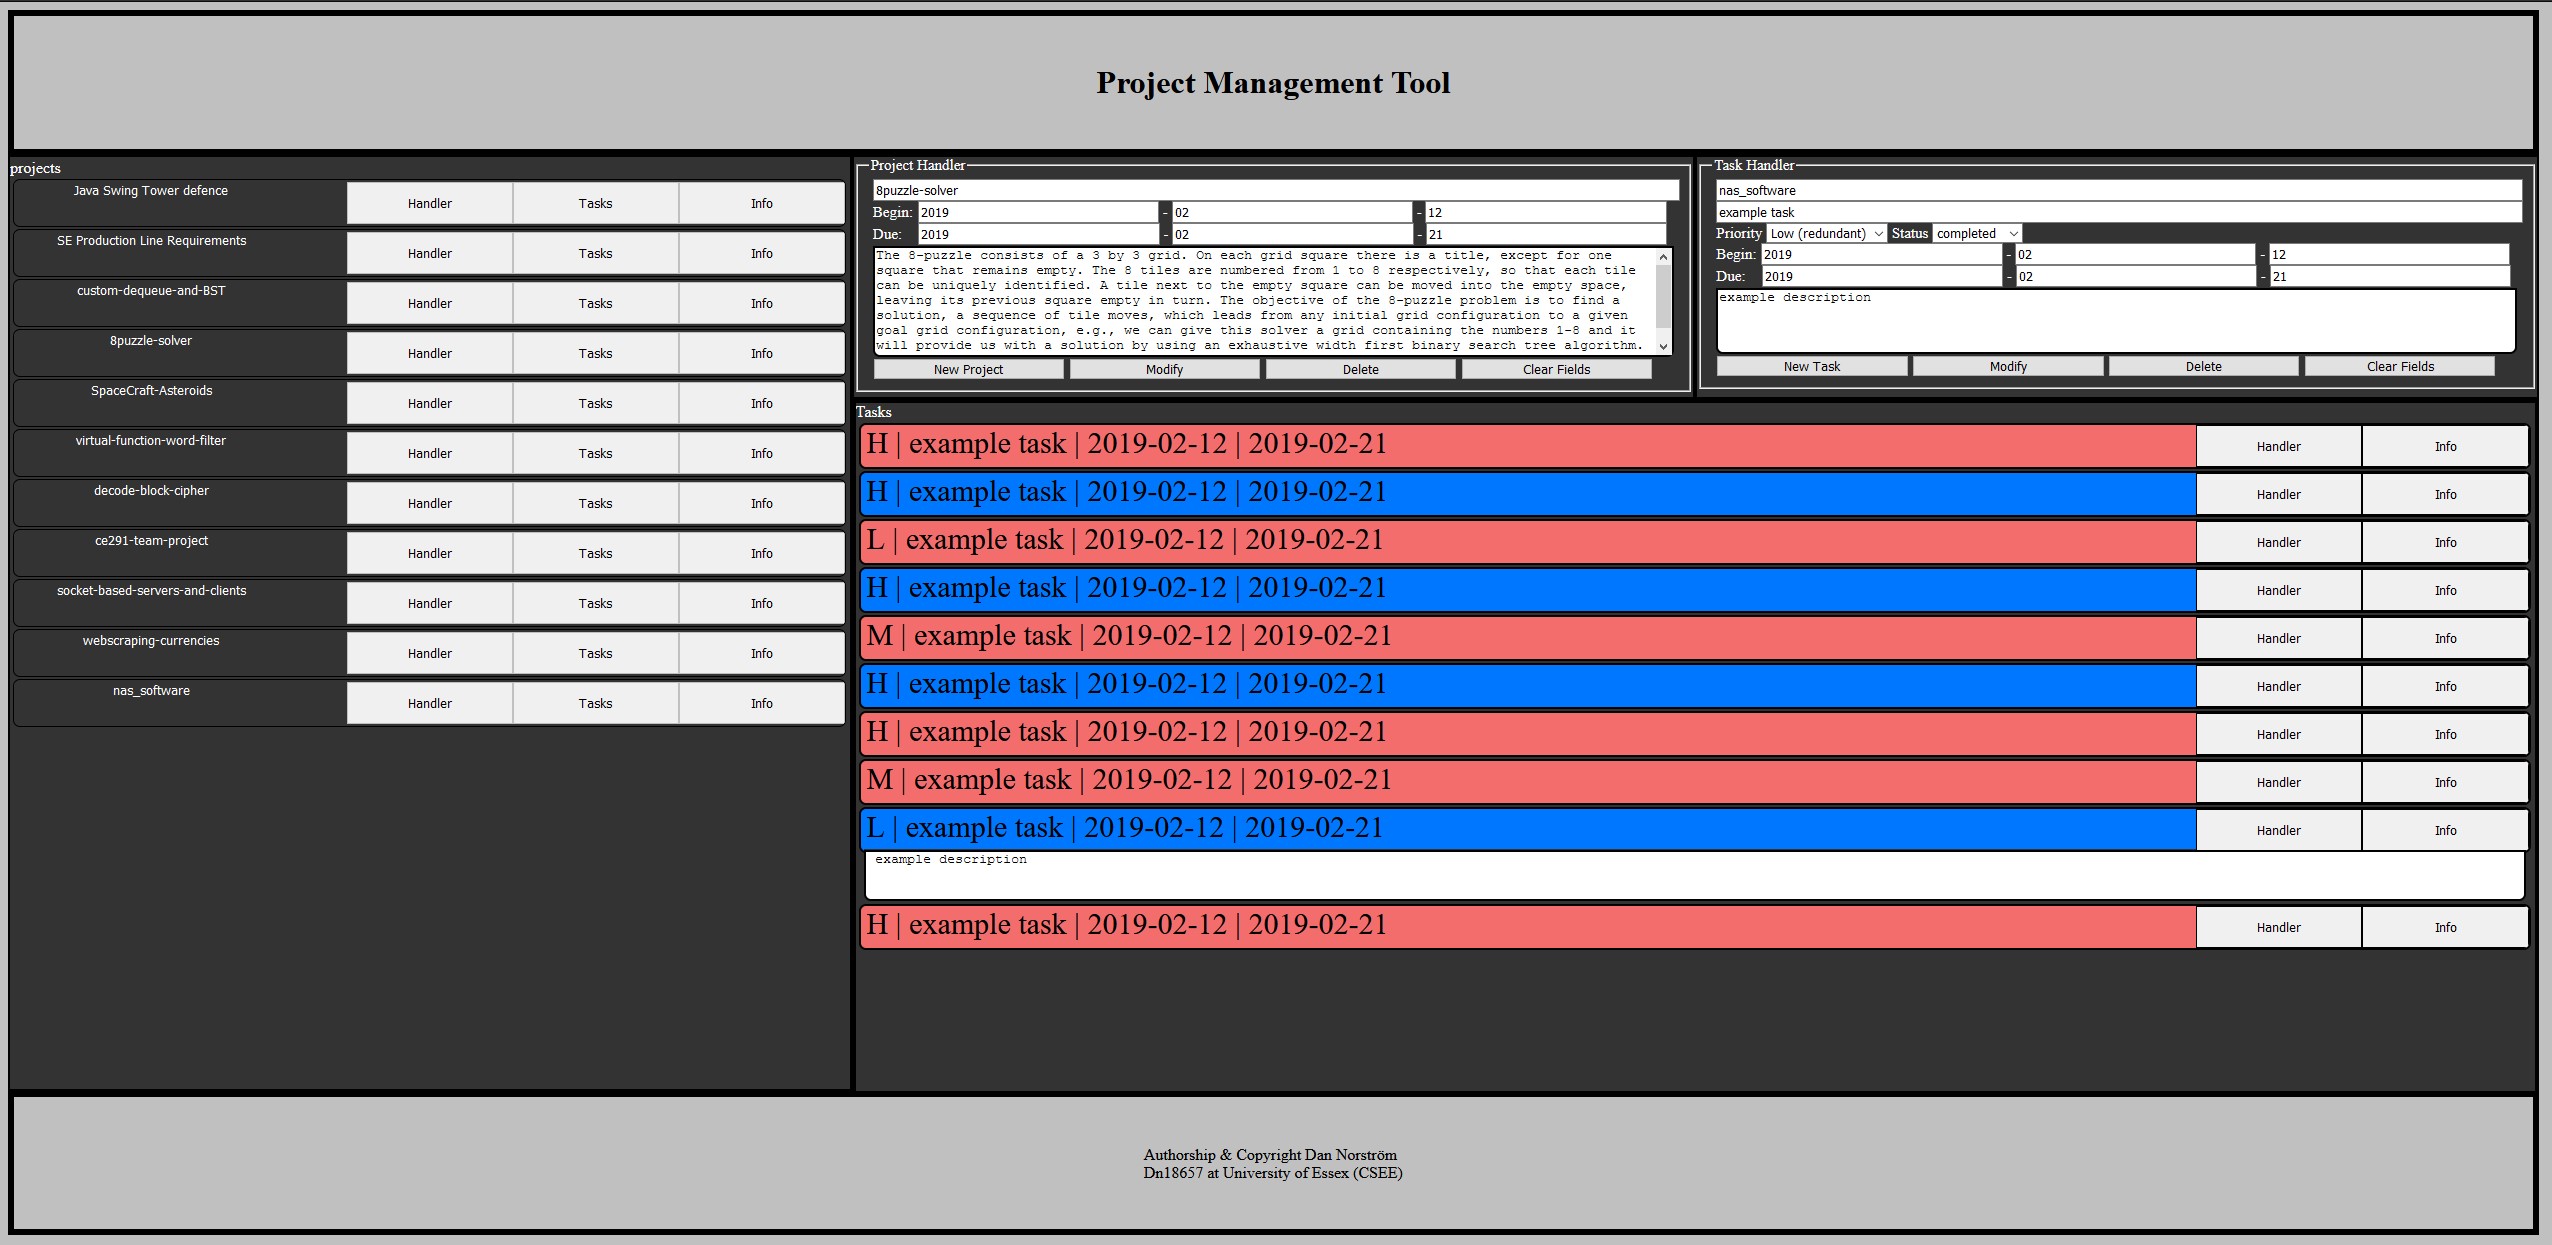 Project Management Tool
projects
Java Swing Tower defence Handler Tasks Info
SE Production Line Requirements Handler Tasks Info
custom-dequeue-and-BST Handler Tasks Info
8puzzle-solver Handler Tasks Info
SpaceCraft-Asteroids Handler Tasks Info
virtual-function-word-filter Handler Tasks Info
decode-block-cipher Handler Tasks Info
ce291-team-project Handler Tasks Info
socket-based-servers-and-clients Handler Tasks Info
webscraping-currencies Handler Tasks Info
nas_software Handler Tasks Info
Project Handler
8puzzle-solver
Begin: 2019 - 02 - 12
Due: 2019 - 02 - 21
The 8-puzzle consists of a 3 by 3 grid. On each grid square there is a title, except for one
square that remains empty. The 8 tiles are numbered from 1 to 8 respectively, so that each tile
can be uniquely identified. A tile next to the empty square can be moved into the empty space,
leaving its previous square empty in turn. The objective of the 8-puzzle problem is to find a
solution, a sequence of tile moves, which leads from any initial grid configuration to a given
goal grid configuration, e.g., we can give this solver a grid containing the numbers 1-8 and it
will provide us with a solution by using an exhaustive width first binary search tree algorithm.
New Project Modify Delete Clear Fields
Task Handler
nas_software
example task
Priority Low (redundant) Status completed
Begin: 2019 - 02 - 12
Due: 2019 - 02 - 21
example description
New Task Modify Delete Clear Fields
Tasks
H | example task | 2019-02-12 | 2019-02-21 Handler Info
H | example task | 2019-02-12 | 2019-02-21 Handler Info
L | example task | 2019-02-12 | 2019-02-21 Handler Info
H | example task | 2019-02-12 | 2019-02-21 Handler Info
M | example task | 2019-02-12 | 2019-02-21 Handler Info
H | example task | 2019-02-12 | 2019-02-21 Handler Info
H | example task | 2019-02-12 | 2019-02-21 Handler Info
M | example task | 2019-02-12 | 2019-02-21 Handler Info
L | example task | 2019-02-12 | 2019-02-21 Handler Info
example description
H | example task | 2019-02-12 | 2019-02-21 Handler Info
Authorship & Copyright Dan Norström
Dn18657 at University of Essex (CSEE)